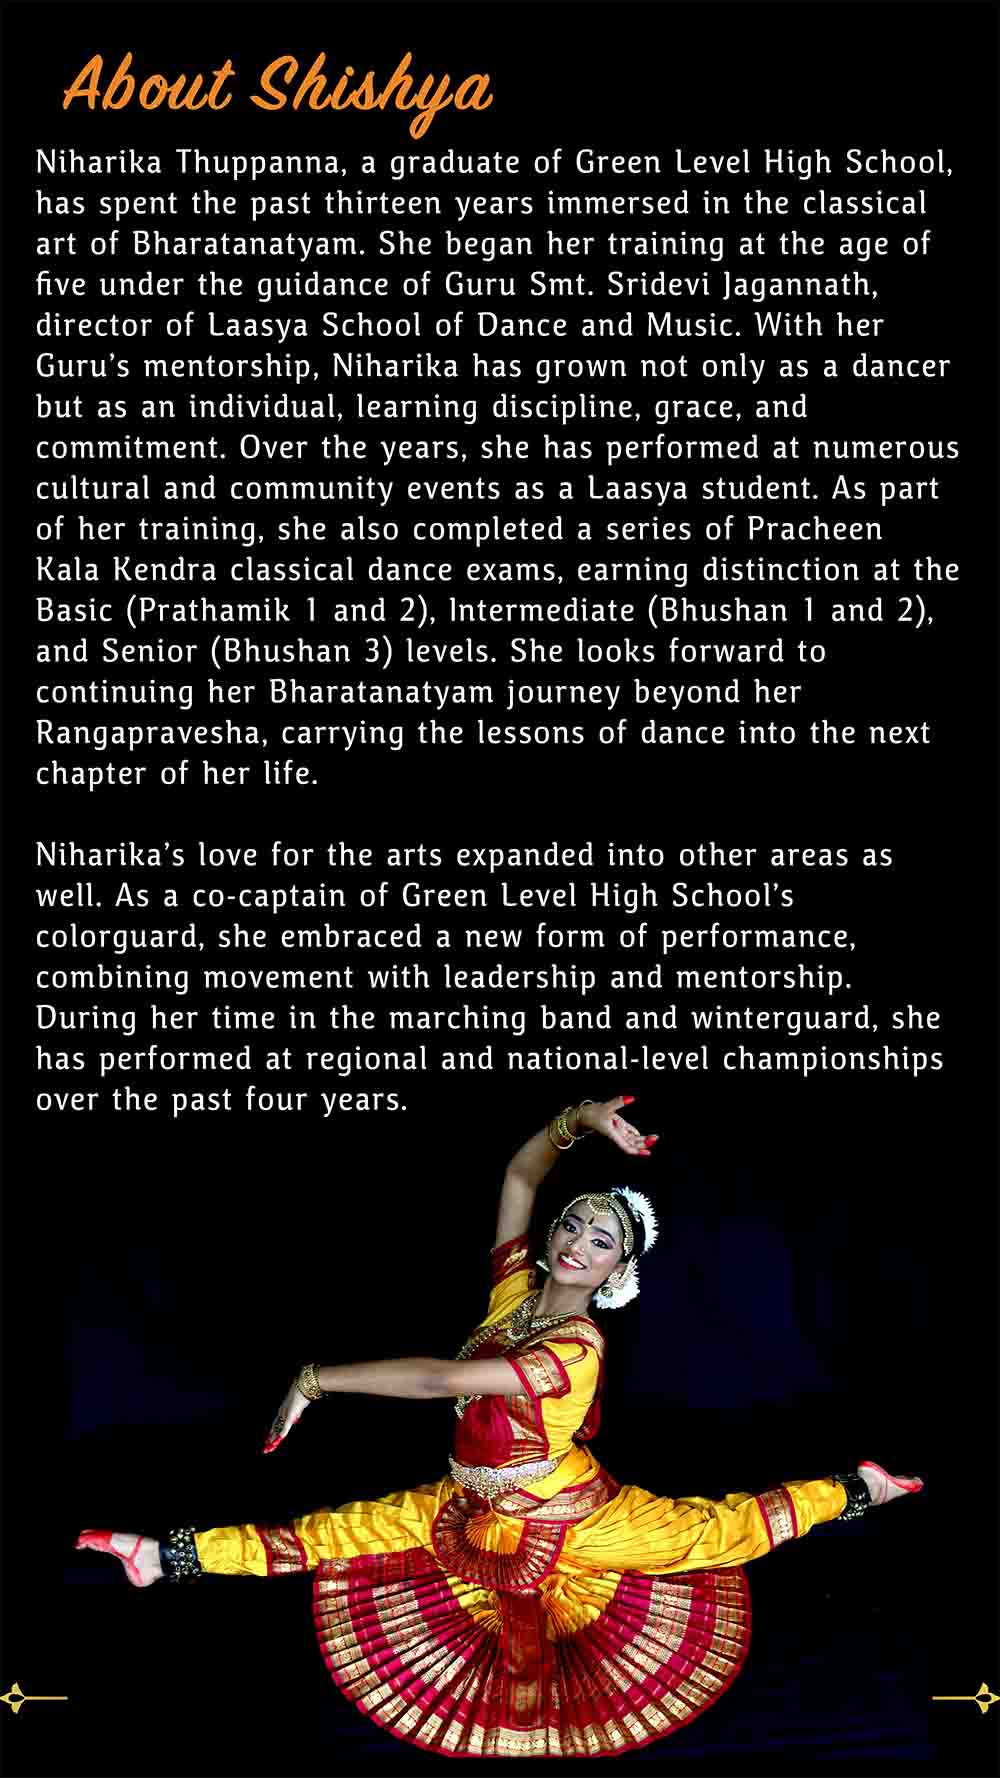 About Shishya
Niharika Thuppanna, a graduate of Green Level High School,
has spent the past thirteen years immersed in the classical
art of Bharatanatyam. She began her training at the age of
five under the guidance of Guru Smt. Sridevi Jagannath,
director of Laasya School of Dance and Music. With her
Guru’s mentorship, Niharika has grown not only as a dancer
but as an individual, learning discipline, grace, and
commitment. Over the years, she has performed at numerous
cultural and community events as a Laasya student. As part
of her training, she also completed a series of Pracheen
Kala Kendra classical dance exams, earning distinction at the
Basic (Prathamik 1 and 2), Intermediate (Bhushan 1 and 2),
and Senior (Bhushan 3) levels. She looks forward to
continuing her Bharatanatyam journey beyond her
Rangapravesha, carrying the lessons of dance into the next
chapter of her life.
Niharika’s love for the arts expanded into other areas as
well. As a co-captain of Green Level High School’s
colorguard, she embraced a new form of performance,
combining movement with leadership and mentorship.
During her time in the marching band and winterguard, she
has performed at regional and national-level championships
over the past four years.